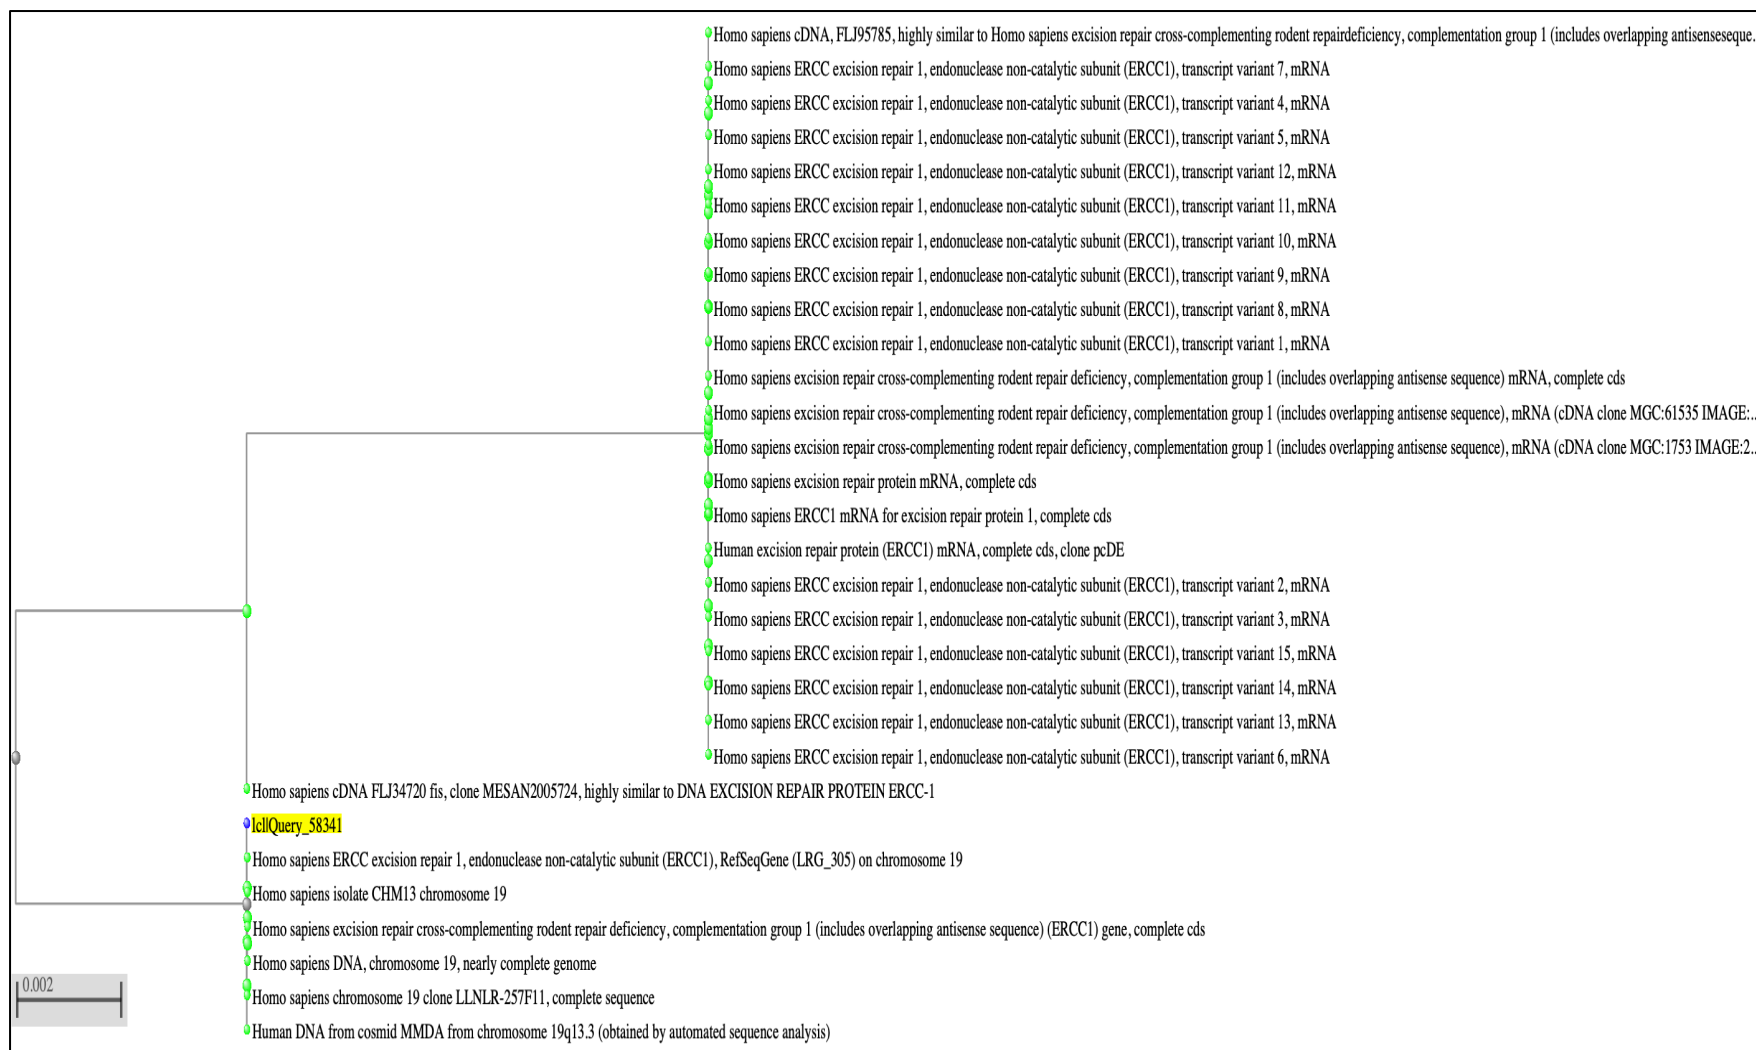 Homo sapiens cDNA, FLJ95785, highly similar to Homo sapiens excision repair cross-complementing rodent repairdeficiency, complementation group 1 (includes overlapping antisenseseque.
Homo sapiens ERCC excision repair 1, endonuclease non-catalytic subunit (ERCC1), transcript variant 7, mRNA
Homo sapiens ERCC excision repair 1, endonuclease non-catalytic subunit (ERCC1), transcript variant 4, mRNA
Homo sapiens ERCC excision repair 1, endonuclease non-catalytic subunit (ERCC1), transcript variant 5, mRNA
Homo sapiens ERCC excision repair 1, endonuclease non-catalytic subunit (ERCC1), transcript variant 12, mRNA
Homo sapiens ERCC excision repair 1, endonuclease non-catalytic subunit (ERCC1), transcript variant 11, mRNA
Homo sapiens ERCC excision repair 1, endonuclease non-catalytic subunit (ERCC1), transcript variant 10, mRNA
Homo sapiens ERCC excision repair 1, endonuclease non-catalytic subunit (ERCC1), transcript variant 9, mRNA
Homo sapiens ERCC excision repair 1, endonuclease non-catalytic subunit (ERCC1), transcript variant 8, mRNA
Homo sapiens ERCC excision repair 1, endonuclease non-catalytic subunit (ERCC1), transcript variant 1, mRNA
Homo sapiens excision repair cross-complementing rodent repair deficiency, complementation group 1 (includes overlapping antisense sequence) mRNA, complete cds
Homo sapiens excision repair cross-complementing rodent repair deficiency, complementation group 1 (includes overlapping antisense sequence), mRNA (cDNA clone MGC:61535 IMAGE:..
Homo sapiens excision repair cross-complementing rodent repair deficiency, complementation group 1 (includes overlapping antisense sequence), mRNA (cDNA clone MGC:1753 IMAGE:2..
Homo sapiens excision repair protein mRNA, complete cds
Homo sapiens ERCC1 mRNA for excision repair protein 1, complete cds
Human excision repair protein (ERCC1) mRNA, complete cds, clone pcDE
Homo sapiens ERCC excision repair 1, endonuclease non-catalytic subunit (ERCC1), transcript variant 2, mRNA
Homo sapiens ERCC excision repair 1, endonuclease non-catalytic subunit (ERCC1), transcript variant 3, mRNA
Homo sapiens ERCC excision repair 1, endonuclease non-catalytic subunit (ERCC1), transcript variant 15, mRNA
Homo sapiens ERCC excision repair 1, endonuclease non-catalytic subunit (ERCC1), transcript variant 14, mRNA
Homo sapiens ERCC excision repair 1, endonuclease non-catalytic subunit (ERCC1), transcript variant 13, mRNA
Homo sapiens ERCC excision repair 1, endonuclease non-catalytic subunit (ERCC1), transcript variant 6, mRNA
Homo sapiens cDNA FLJ34720 fis, clone MESAN2005724, highly similar to DNA EXCISION REPAIR PROTEIN ERCC-1
lcl|Query_58341
Homo sapiens ERCC excision repair 1, endonuclease non-catalytic subunit (ERCC1), RefSeqGene (LRG_305) on chromosome 19
Homo sapiens isolate CHM13 chromosome 19
Homo sapiens excision repair cross-complementing rodent repair deficiency, complementation group 1 (includes overlapping antisense sequence) (ERCC1) gene, complete cds
Homo sapiens DNA, chromosome 19, nearly complete genome
Homo sapiens chromosome 19 clone LLNLR-257F11, complete sequence
Human DNA from cosmid MMDA from chromosome 19q13.3 (obtained by automated sequence analysis)
0.002